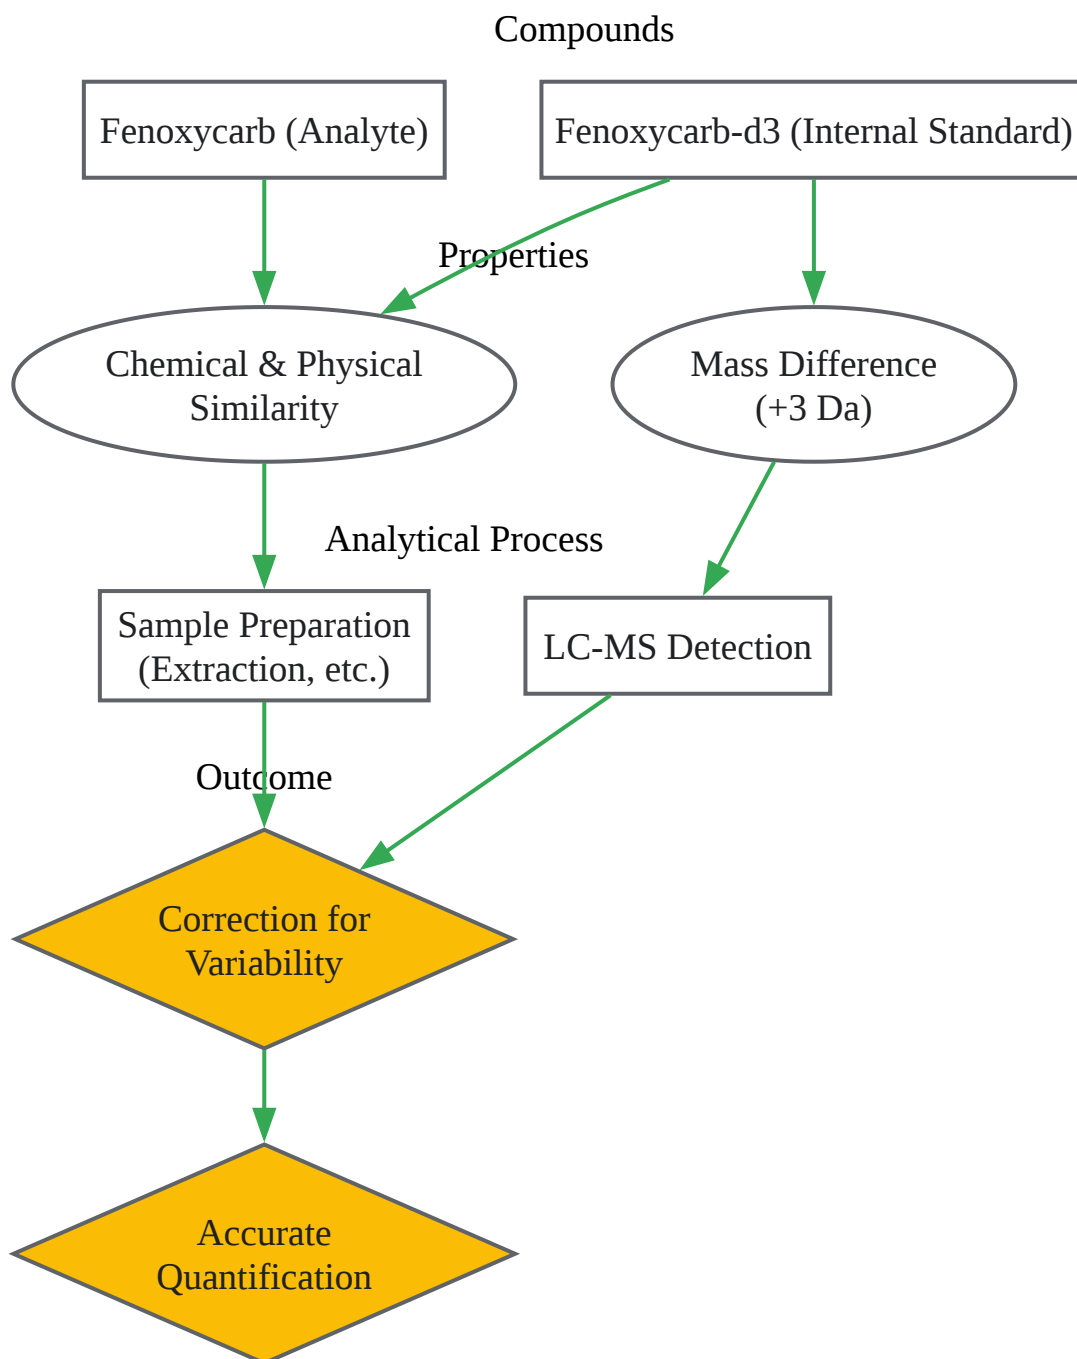 Compounds
Fenoxycarb (Analyte)
Fenoxycarb-d3 (Internal Standard)
Properties
Chemical & Physical
Similarity
Mass Difference
(+3 Da)
Analytical Process
Sample Preparation
(Extraction, etc.)
LC-MS Detection
Outcome
Correction for
Variability
Accurate
Quantification